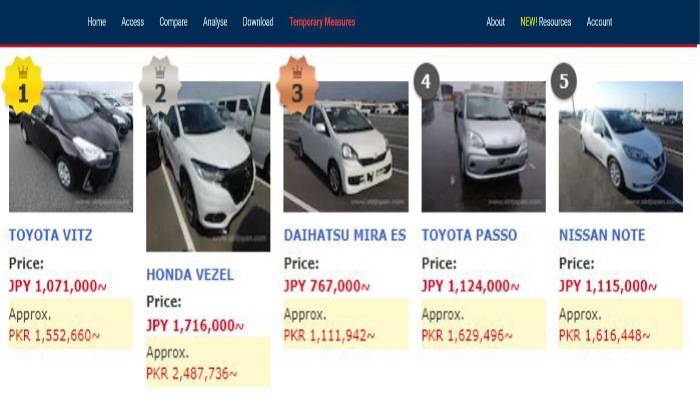 Home Access Compare Analyse Download Temporary Measures About NEW! Resources Account
1
TOYOTA VITZ
Price:
JPY 1,071,000~
Approx.
PKR 1,552,660~
2
HONDA VEZEL
Price:
JPY 1,716,000~
Approx.
PKR 2,487,736~
3
DAIHATSU MIRA ES
Price:
JPY 767,000~
Approx.
PKR 1,111,942~
4
TOYOTA PASSO
Price:
JPY 1,124,000~
Approx.
PKR 1,629,496~
5
NISSAN NOTE
Price:
JPY 1,115,000~
Approx.
PKR 1,616,448~